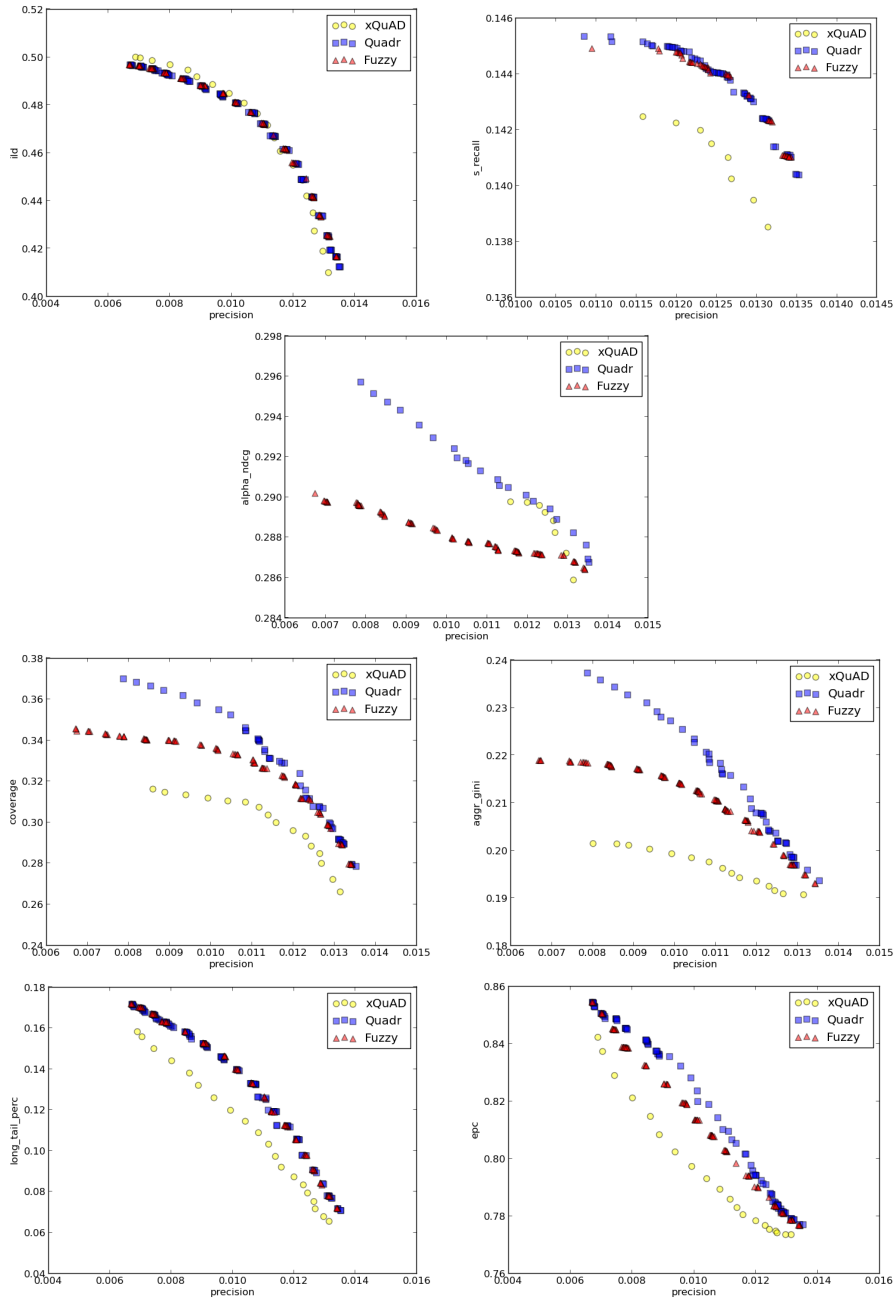 0.52
0.50
0.48
0.46
0.44
0.42
0.40
ild
0.004 0.006 0.008 0.010 0.012 0.014 0.016
precision
xQuAD
Quadr
Fuzzy
0.146
0.144
0.142
0.140
0.138
0.136
s_recall
0.0100 0.0105 0.0110 0.0115 0.0120 0.0125 0.0130 0.0135 0.0140 0.0145
precision
xQuAD
Quadr
Fuzzy
0.298
0.296
0.294
0.292
0.290
0.288
0.286
0.284
alpha_ndcg
0.006 0.007 0.008 0.009 0.010 0.011 0.012 0.013 0.014 0.015
precision
xQuAD
Quadr
Fuzzy
0.38
0.36
0.34
0.32
0.30
0.28
0.26
0.24
coverage
0.006 0.007 0.008 0.009 0.010 0.011 0.012 0.013 0.014 0.015
precision
xQuAD
Quadr
Fuzzy
0.24
0.23
0.22
0.21
0.20
0.19
0.18
aggr_gini
0.006 0.007 0.008 0.009 0.010 0.011 0.012 0.013 0.014 0.015
precision
xQuAD
Quadr
Fuzzy
0.18
0.16
0.14
0.12
0.10
0.08
0.06
0.04
long_tail_perc
0.004 0.006 0.008 0.010 0.012 0.014 0.016
precision
xQuAD
Quadr
Fuzzy
0.86
0.84
0.82
0.80
0.78
0.76
epc
0.004 0.006 0.008 0.010 0.012 0.014 0.016
precision
xQuAD
Quadr
Fuzzy